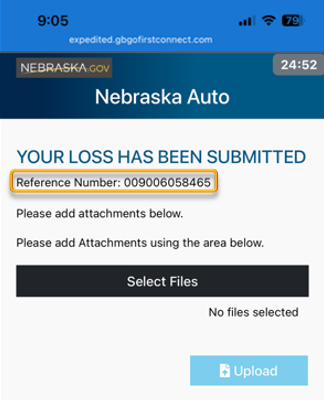 9:05
79
expedited.gbgofirstconnect.com
NEBRASKA.GOV
24:52
Nebraska Auto
YOUR LOSS HAS BEEN SUBMITTED
Reference Number: 009006058465
Please add attachments below.
Please add Attachments using the area below.
Select Files
No files selected
Upload